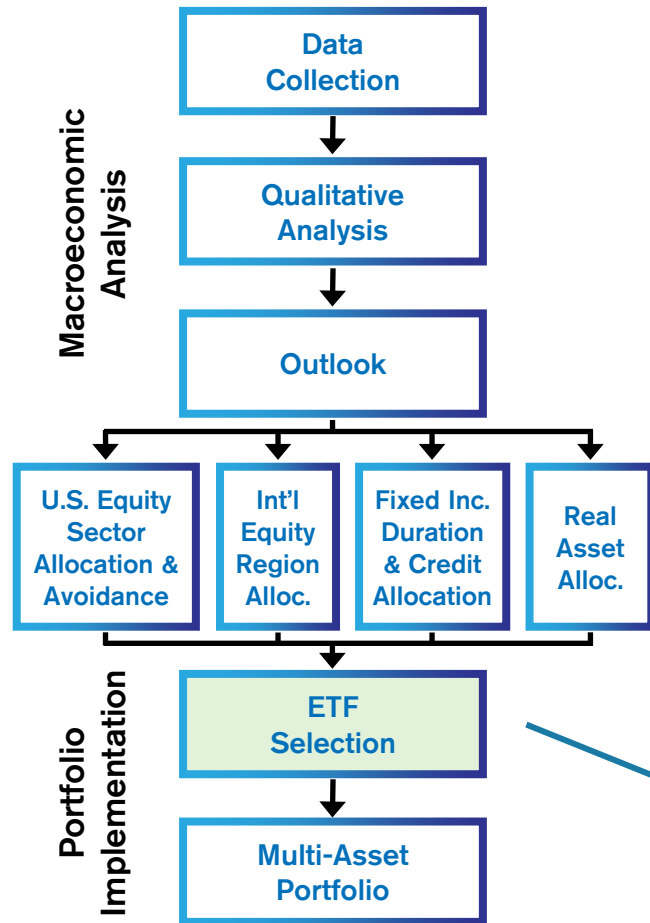 Data
Collection
Macroeconomic
Analysis
Qualitative
Analysis
Outlook
U.S. Equity
Sector
Allocation &
Avoidance
Int'l
Equity
Region
Alloc.
Fixed Inc.
Duration
& Credit
Allocation
Real
Asset
Alloc.
Portfolio
Implementation
ETF
Selection
Multi-Asset
Portfolio